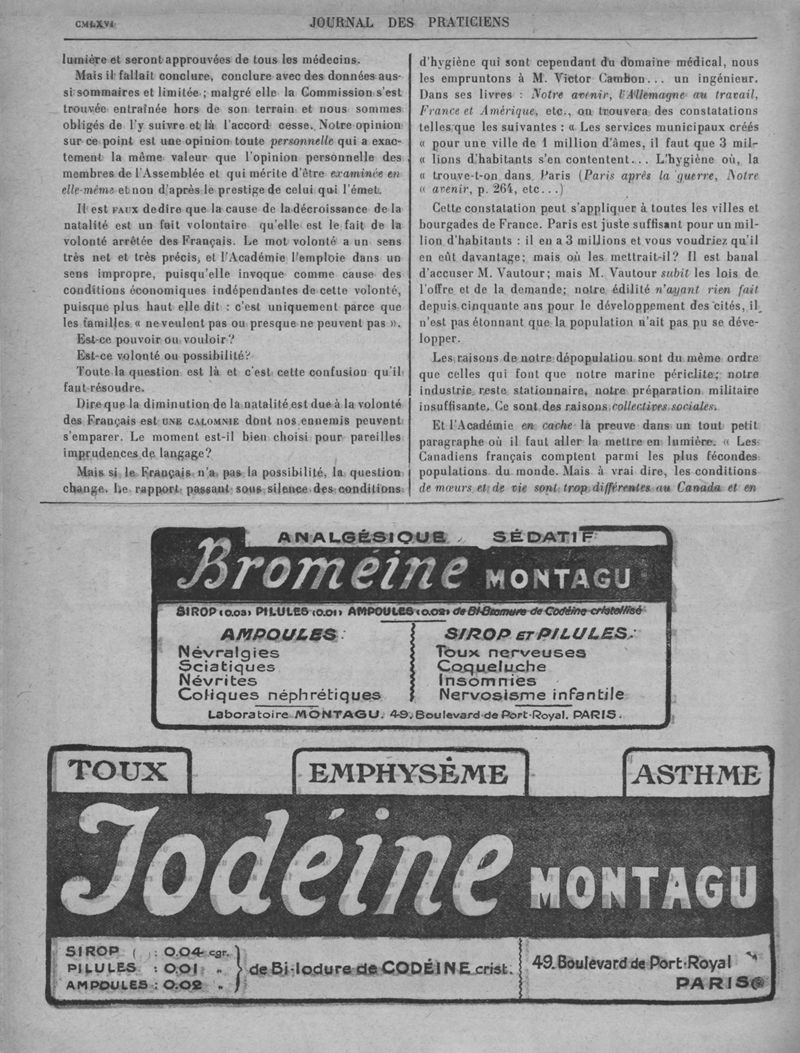 CMLXVI
JOURNAL DES PRATICIENS
lumière et seront approuvées de tous les médecins.
Mais il fallait conclure, conclure avec des données aus-
si sommaires et limitée ; malgré elle la Commission s'est
trouvée entraînée hors de son terrain et nous sommes
obligés de l'y suivre et là l'accord cesse. Notre opinion
sur ce point est une opinion toute personnelle qui a exac-
tement la même valeur que l'opinion personnelle des
membres de l'Assemblée et qui mérite d'être examinée en
elle-même et non d'après le prestige de celui qui l'émet.
Il est FAUX de dire que la cause de la décroissance de la
natalité est un fait volontaire qu'elle est le fait de la
volonté arrêtée des Français. Le mot volonté a un sens
très net et très précis, et l'Académie l'emploie dans un
sens impropre, puisqu'elle invoque comme cause des
conditions économiques indépendantes de cette volonté,
puisque plus haut elle dit : c'est uniquement parce que
les familles « ne veulent pas ou presque ne peuvent pas ».
Est-ce pouvoir ou vouloir ?
Est-ce volonté ou possibilité ?
Toute la question est là et c'est cette confusion qu'il
faut résoudre.
Dire que la diminution de la natalité est due à la volonté
des Français est UNE CALOMNIE dont nos ennemis peuvent
s'emparer. Le moment est-il bien choisi pour pareilles
imprudences de langage ?
Mais si le Français n'a pas la possibilité, la question
change. Le rapport passant sous silence des conditions
d'hygiène qui sont cependant du domaine médical, nous
les empruntons à M. Victor Cambon... un ingénieur.
Dans ses livres : Notre avenir, l'Allemagne au travail,
France et Amérique, etc., on trouvera des constatations
telles que les suivantes : « Les services municipaux créés
« pour une ville de 1 million d'âmes, il faut que 3 mil-
« lions d'habitants s'en contentent... L'hygiène où, la
« trouve-t-on dans Paris (Paris après la guerre, Notre
« avenir, p. 264, etc...)
Cette constatation peut s'appliquer à toutes les villes et
bourgades de France. Paris est juste suffisant pour un mil-
lion d'habitants : il en a 3 millions et vous voudriez qu'il
en eût davantage; mais où les mettrait-il ? Il est banal
d'accuser M. Vautour; mais M. Vautour subit les lois de
l'offre et de la demande; notre édilité n'ayant rien fait
depuis cinquante ans pour le développement des cités, il
n'est pas étonnant que la population n'ait pas pu se déve-
lopper.
Les raisons de notre dépopulation sont du même ordre
que celles qui font que notre marine périclite; notre
industrie reste stationnaire, notre préparation militaire
insuffisante. Ce sont des raisons collectives sociales.
Et l'Académie en cache la preuve dans un tout petit
paragraphe où il faut aller la mettre en lumière. « Les
Canadiens français comptent parmi les plus fécondes
populations du monde. Mais à vrai dire, les conditions
de mœurs et de vie sont trop différentes au Canada et en
ANALGÉSIQUE, SÉDATIF
Broméine MONTAGU
SIROP (0.03) PILULES (0.01) AMPOULES (0.02) de Bi-Bromure de Codéine cristallisé
AMPOULES:
Névralgies
Sciatiques
Névrites
Coliques néphrétiques
SIROP ET PILULES:
Toux nerveuses
Coqueluche
Insomnies
Nervosisme infantile
Laboratoire MONTAGU. 49, Boulevard de Port-Royal. PARIS.
TOUX
EMPHYSÈME
ASTHME
Iodéine MONTAGU
SIROP ( ) : 0.04 cgr.
PILULES : 0.01 "
AMPOULES : 0.02 "
de Bi-Iodure de CODÉINE crist.
49. Boulevard de Port-Royal
PARIS